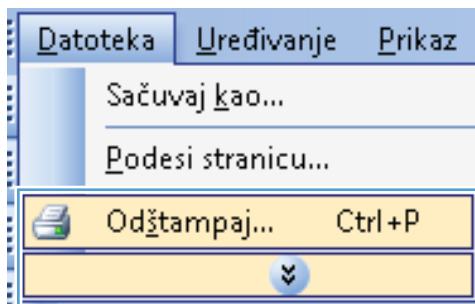 Datoteka Uređivanje Prikaz
Sačuvaj kao...
Podesi stranicu...
Odštampaj... Ctrl+P